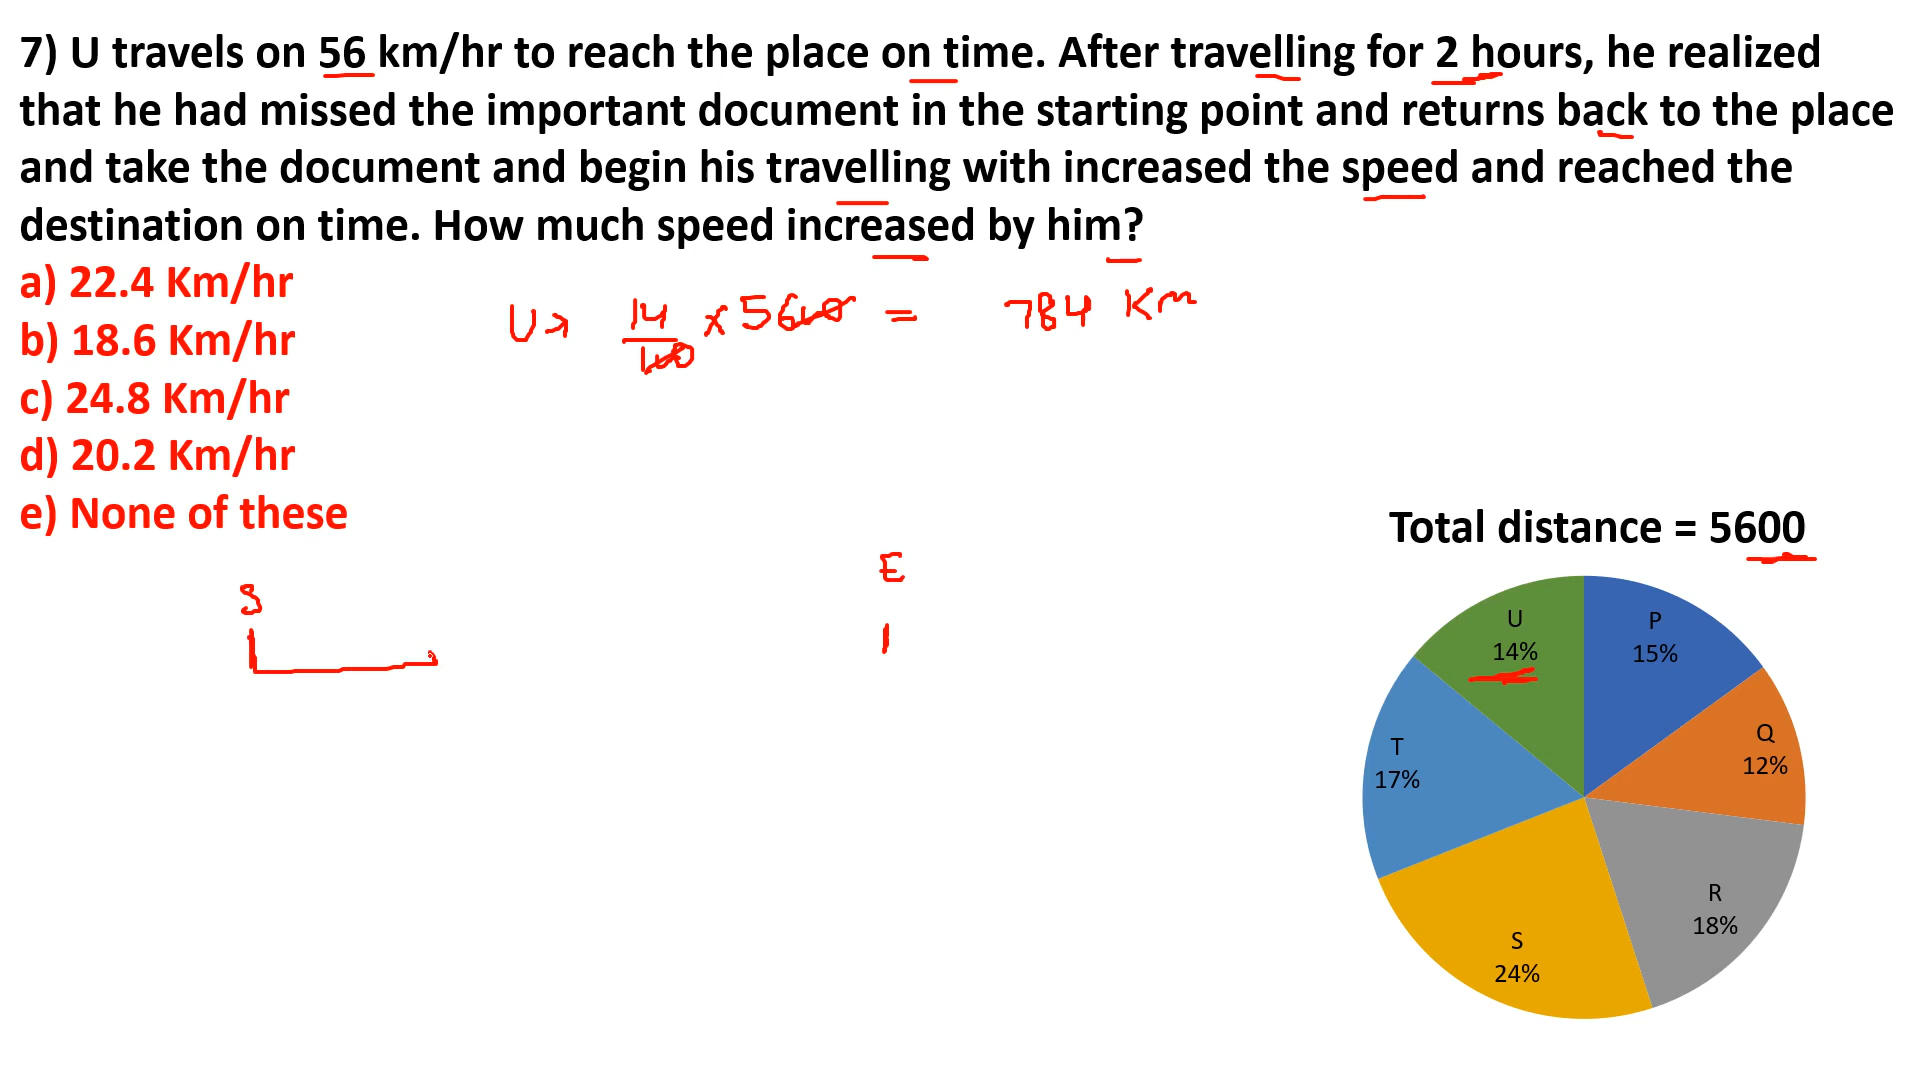 7) U travels on 56 km/hr to reach the place on time. After travelling for 2 hours, he realized
that he had missed the important document in the starting point and returns back to the place
and take the document and begin his travelling with increased the speed and reached the
destination on time. How much speed increased by him?
a) 22.4 Km/hr
b) 18.6 Km/hr
c) 24.8 Km/hr
d) 20.2 Km/hr
e) None of these
U → 14/100 × 5600 = 784 Km
S
E
Total distance = 5600
U
14%
P
15%
Q
12%
T
17%
R
18%
S
24%